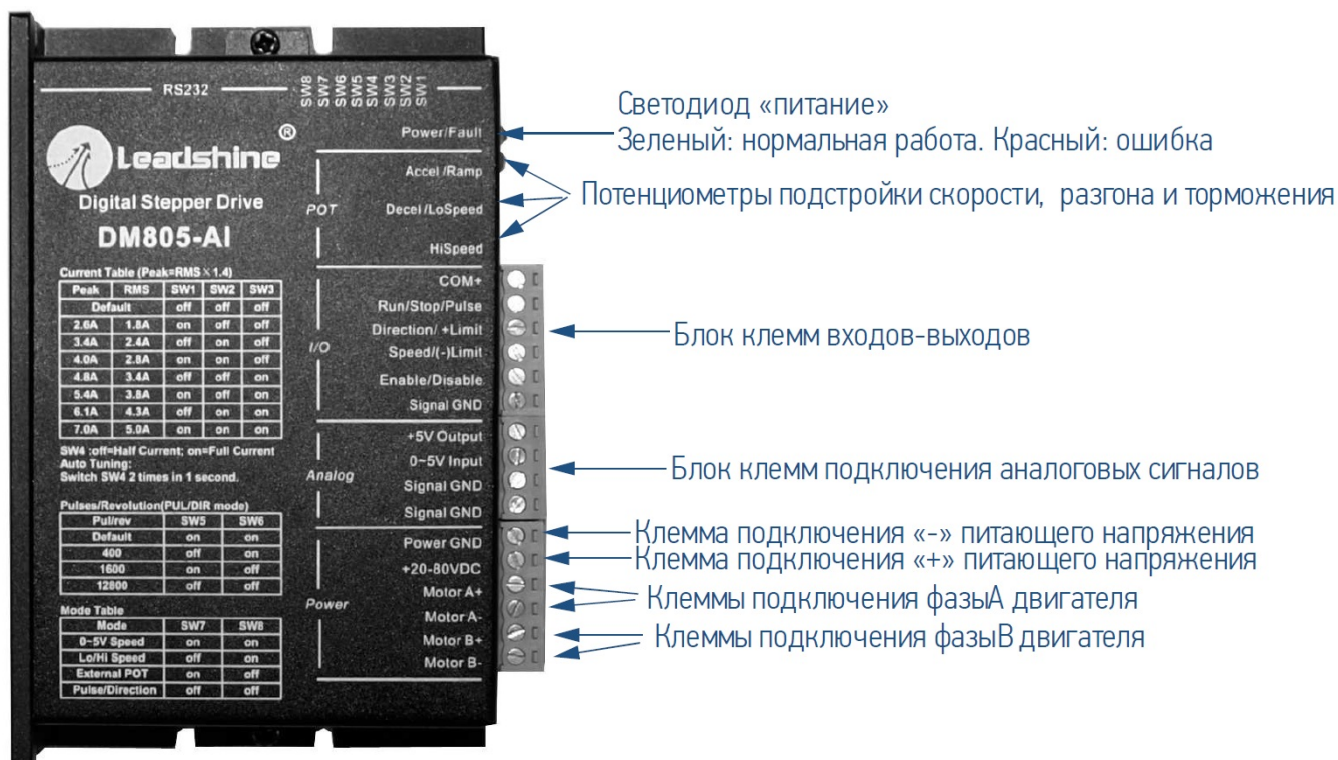 RS232
SW8
SW7
SW6
SW5
SW4
SW3
SW2
SW1
Leadshine®
Digital Stepper Drive
DM805-AI
Current Table (Peak=RMS×1.4)
Peak RMS SW1 SW2 SW3
Default off off off
2.6A 1.8A on off off
3.4A 2.4A off on off
4.0A 2.8A on on off
4.8A 3.4A off off on
5.4A 3.8A on off on
6.1A 4.3A off on on
7.0A 5.0A on on on
SW4 :off=Half Current; on=Full Current
Auto Tuning:
Switch SW4 2 times in 1 second.
Pulses/Revolution(PUL/DIR mode)
Pul/rev SW5 SW6
Default on on
400 off on
1600 on off
12800 off off
Mode Table
Mode SW7 SW8
0~5V Speed on on
Lo/Hi Speed off on
External POT on off
Pulse/Direction off off
Power/Fault
POT
Accel /Ramp
Decel /LoSpeed
HiSpeed
I/O
COM+
Run/Stop/Pulse
Direction/ +Limit
Speed/(-)Limit
Enable/Disable
Signal GND
Analog
+5V Output
0~5V Input
Signal GND
Signal GND
Power
Power GND
+20-80VDC
Motor A+
Motor A-
Motor B+
Motor B-
Светодиод «питание»
Зеленый: нормальная работа. Красный: ошибка
Потенциометры подстройки скорости, разгона и торможения
Блок клемм входов-выходов
Блок клемм подключения аналоговых сигналов
Клемма подключения «-» питающего напряжения
Клемма подключения «+» питающего напряжения
Клеммы подключения фазыА двигателя
Клеммы подключения фазыВ двигателя